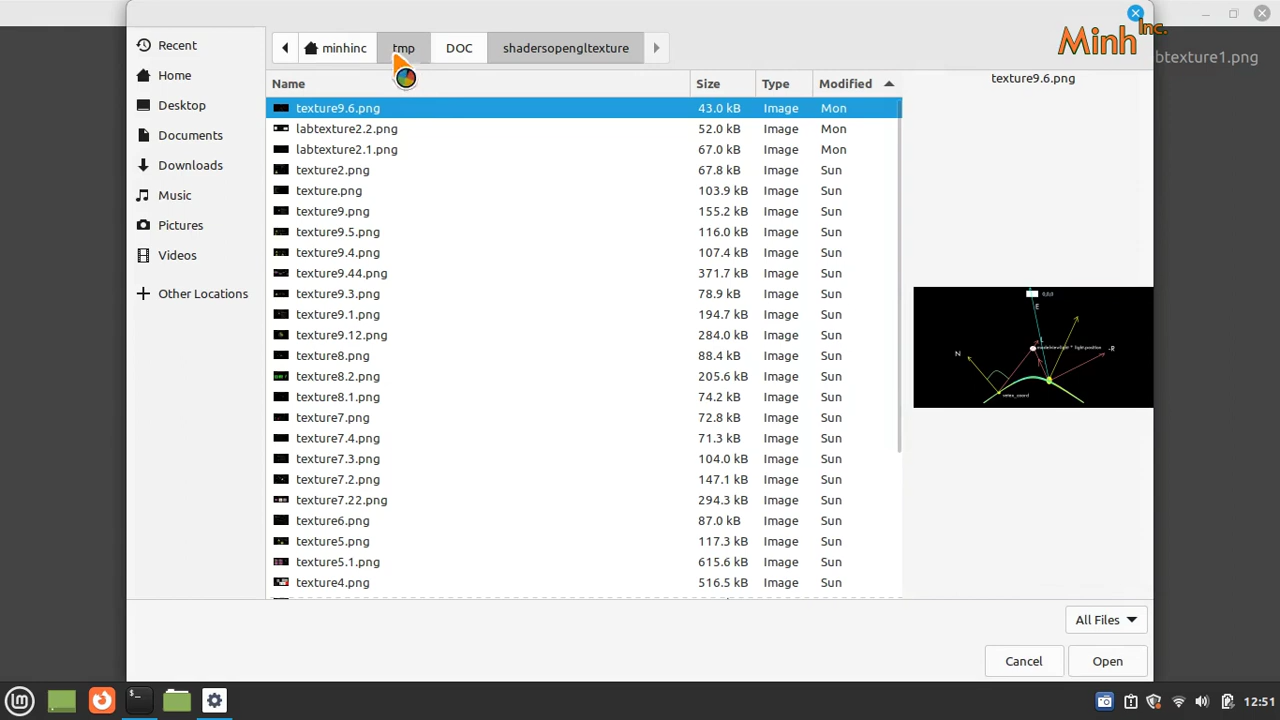 Minh Inc.
btexture1.png
minhinc
tmp
DOC
shadersopengltexture
Recent
Home
Desktop
Documents
Downloads
Music
Pictures
Videos
Other Locations
Name Size Type Modified
texture9.6.png 43.0 kB Image Mon
labtexture2.2.png 52.0 kB Image Mon
labtexture2.1.png 67.0 kB Image Mon
texture2.png 67.8 kB Image Sun
texture.png 103.9 kB Image Sun
texture9.png 155.2 kB Image Sun
texture9.5.png 116.0 kB Image Sun
texture9.4.png 107.4 kB Image Sun
texture9.44.png 371.7 kB Image Sun
texture9.3.png 78.9 kB Image Sun
texture9.1.png 194.7 kB Image Sun
texture9.12.png 284.0 kB Image Sun
texture8.png 88.4 kB Image Sun
texture8.2.png 205.6 kB Image Sun
texture8.1.png 74.2 kB Image Sun
texture7.png 72.8 kB Image Sun
texture7.4.png 71.3 kB Image Sun
texture7.3.png 104.0 kB Image Sun
texture7.2.png 147.1 kB Image Sun
texture7.22.png 294.3 kB Image Sun
texture6.png 87.0 kB Image Sun
texture5.png 117.3 kB Image Sun
texture5.1.png 615.6 kB Image Sun
texture4.png 516.5 kB Image Sun
texture9.6.png
0,0,0
E
L
N
-R
All Files
Cancel
Open
12:51